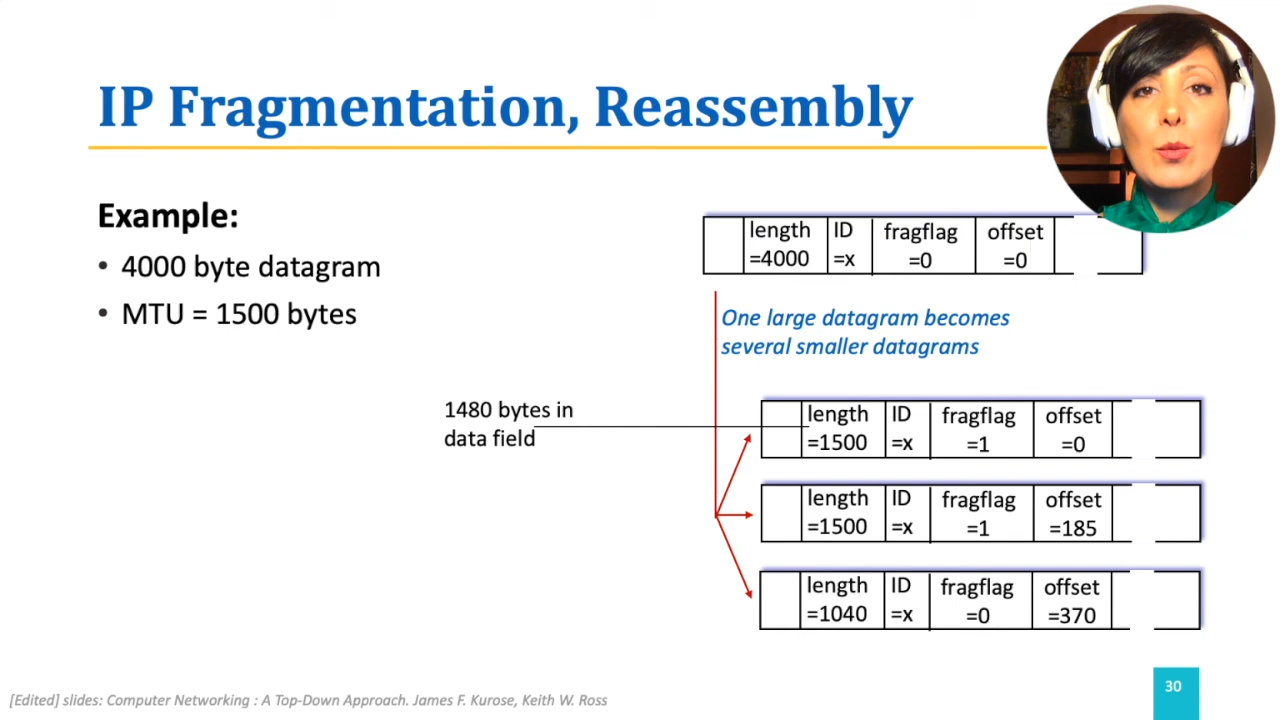 IP Fragmentation, Reassembly
Example:
• 4000 byte datagram
• MTU = 1500 bytes
length ID fragflag offset
=4000 =x =0 =0
One large datagram becomes
several smaller datagrams
1480 bytes in
data field
length ID fragflag offset
=1500 =x =1 =0
length ID fragflag offset
=1500 =x =1 =185
length ID fragflag offset
=1040 =x =0 =370
[Edited] slides: Computer Networking : A Top-Down Approach. James F. Kurose, Keith W. Ross
30